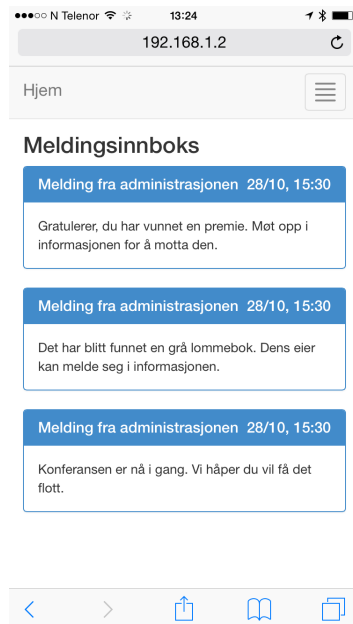 N Telenor 13:24
192.168.1.2
Hjem
Meldingsinnboks
Melding fra administrasjonen 28/10, 15:30
Gratulerer, du har vunnet en premie. Møt opp i
informasjonen for å motta den.
Melding fra administrasjonen 28/10, 15:30
Det har blitt funnet en grå lommebok. Dens eier
kan melde seg i informasjonen.
Melding fra administrasjonen 28/10, 15:30
Konferansen er nå i gang. Vi håper du vil få det
flott.